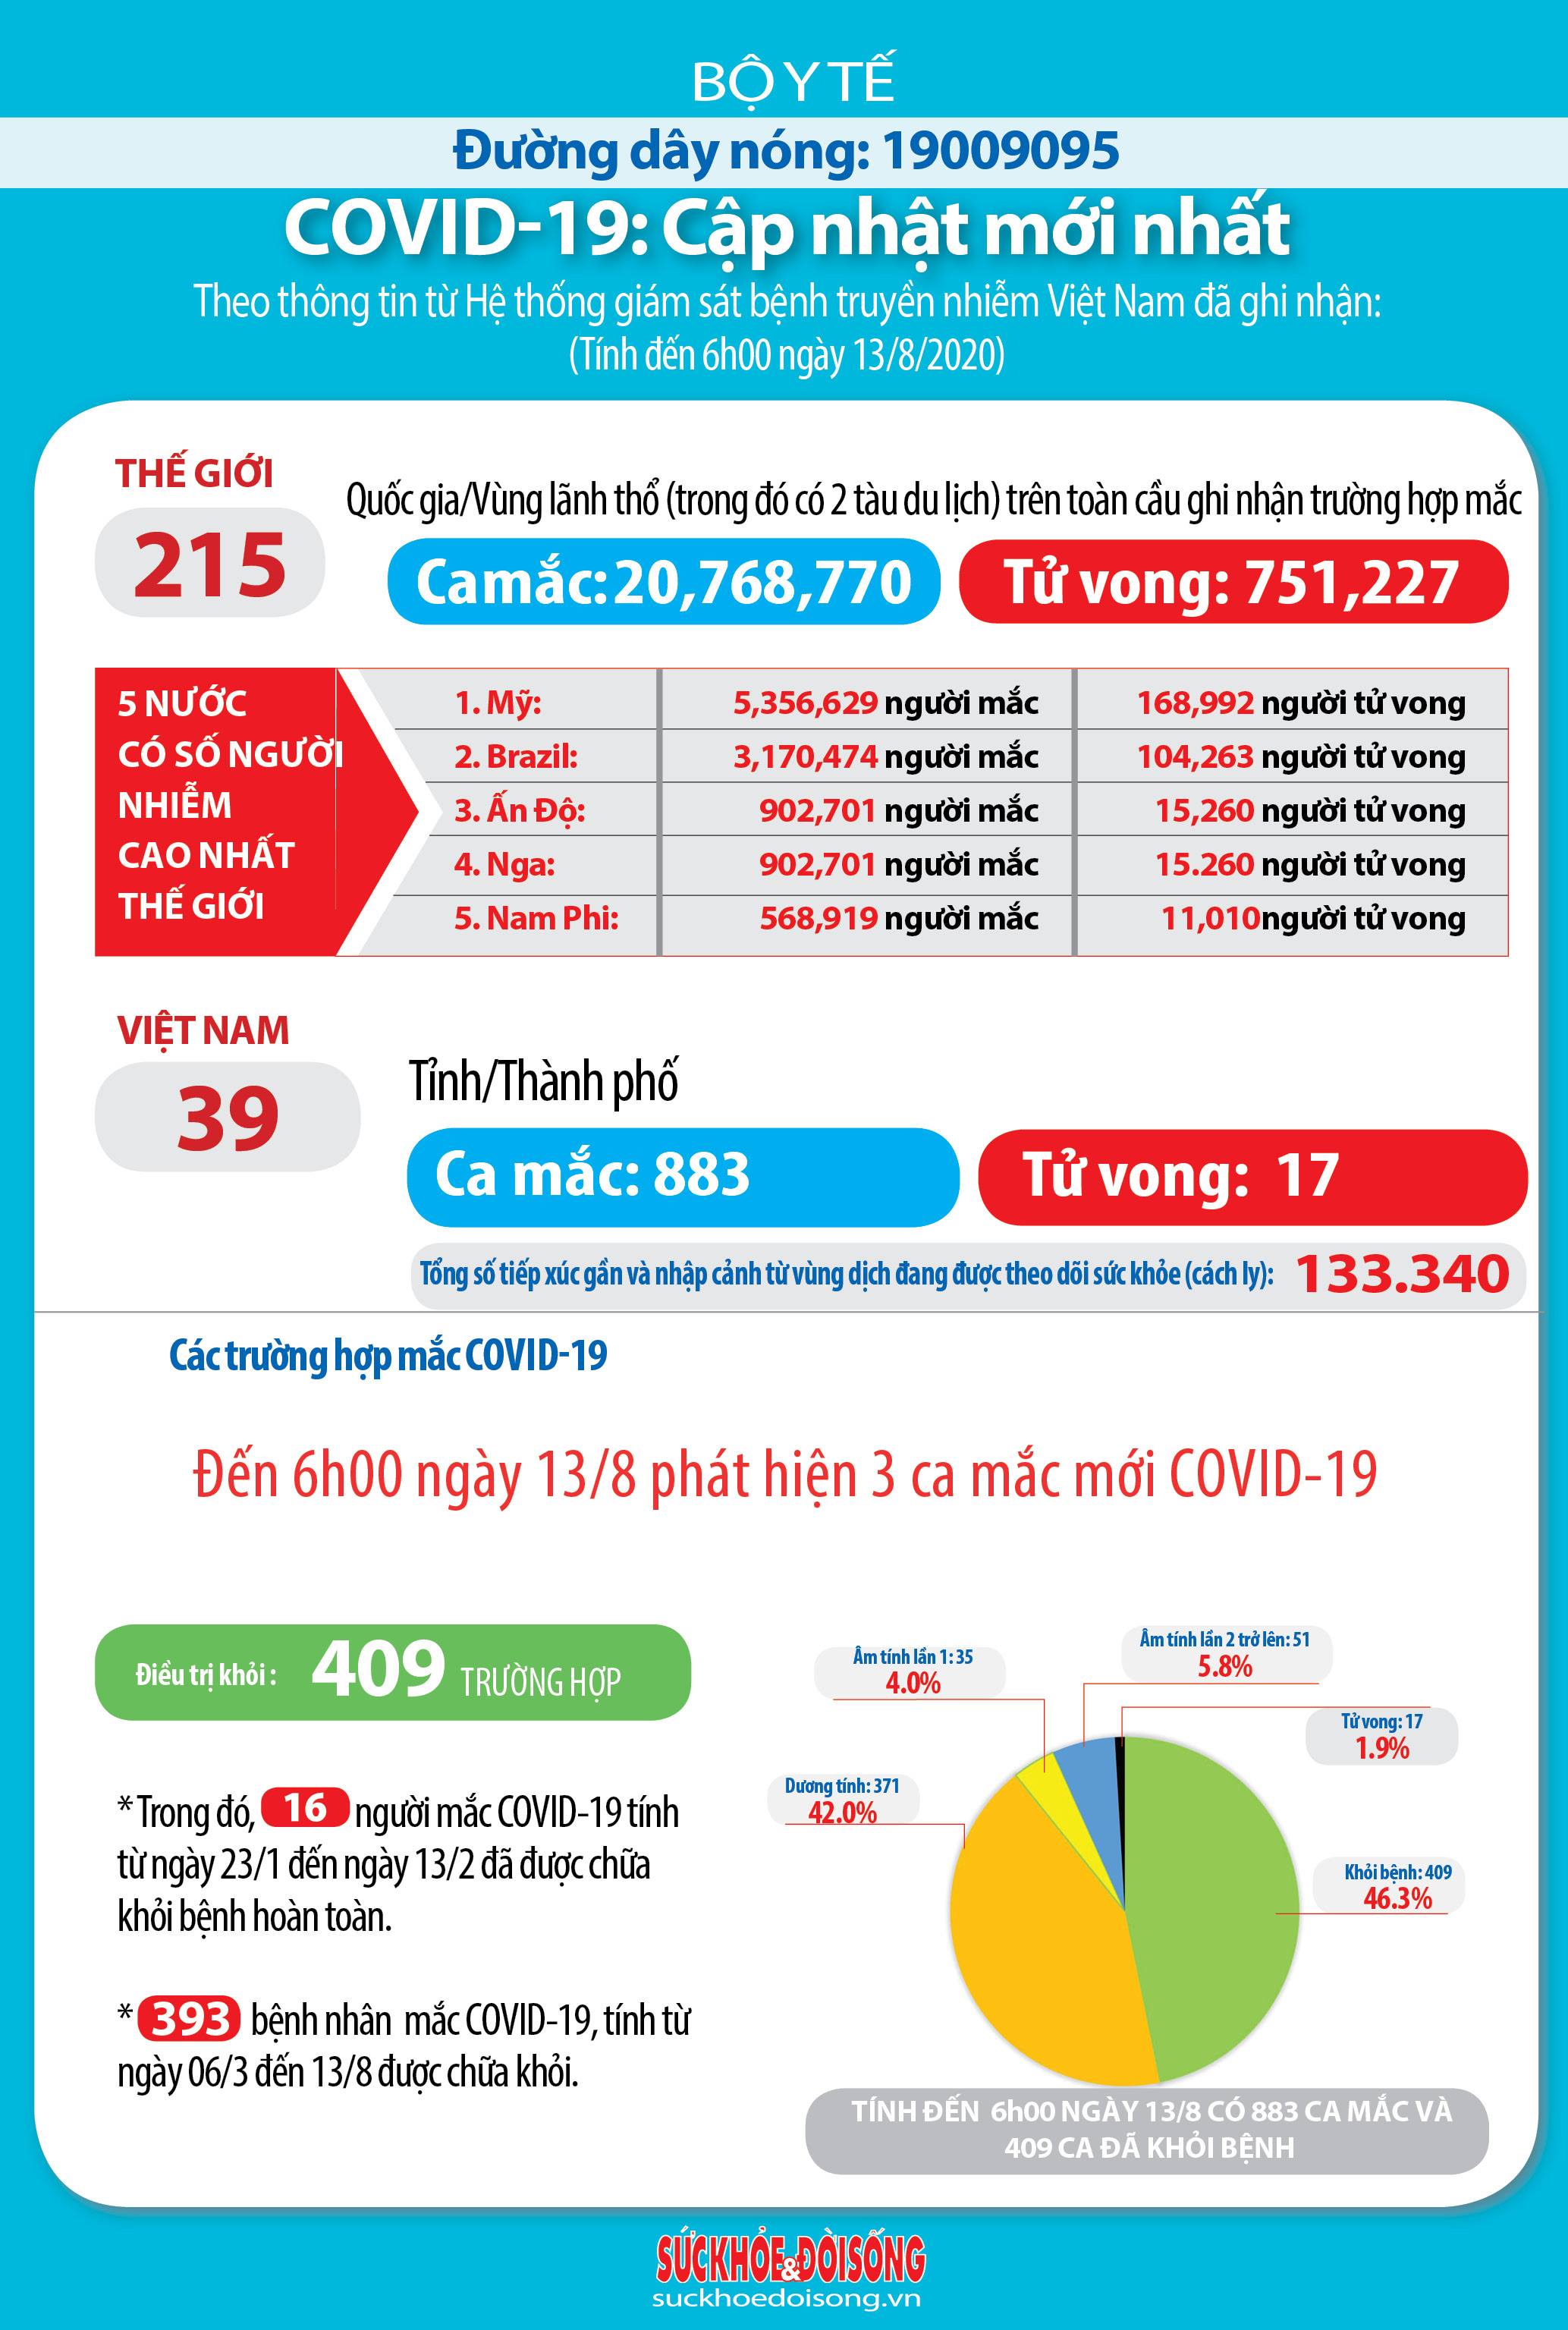 BỘ Y TẾ
Đường dây nóng: 19009095
COVID-19: Cập nhật mới nhất
Theo thông tin từ Hệ thống giám sát bệnh truyền nhiễm Việt Nam đã ghi nhận:
(Tính đến 6h00 ngày 13/8/2020)
THẾ GIỚI
215
Quốc gia/Vùng lãnh thổ (trong đó có 2 tàu du lịch) trên toàn cầu ghi nhận trường hợp mắc
Ca mắc: 20,768,770
Tử vong: 751,227
5 NƯỚC
CÓ SỐ NGƯỜI
NHIỄM
CAO NHẤT
THẾ GIỚI
1. Mỹ: 5,356,629 người mắc 168,992 người tử vong
2. Brazil: 3,170,474 người mắc 104,263 người tử vong
3. Ấn Độ: 902,701 người mắc 15,260 người tử vong
4. Nga: 902,701 người mắc 15.260 người tử vong
5. Nam Phi: 568,919 người mắc 11,010người tử vong
VIỆT NAM
39
Tỉnh/Thành phố
Ca mắc: 883
Tử vong: 17
Tổng số tiếp xúc gần và nhập cảnh từ vùng dịch đang được theo dõi sức khỏe (cách ly): 133.340
Các trường hợp mắc COVID-19
Đến 6h00 ngày 13/8 phát hiện 3 ca mắc mới COVID-19
Điều trị khỏi : 409 TRƯỜNG HỢP
* Trong đó, 16 người mắc COVID-19 tính
từ ngày 23/1 đến ngày 13/2 đã được chữa
khỏi bệnh hoàn toàn.
* 393 bệnh nhân mắc COVID-19, tính từ
ngày 06/3 đến 13/8 được chữa khỏi.
Âm tính lần 1: 35
4.0%
Âm tính lần 2 trở lên: 51
5.8%
Tử vong: 17
1.9%
Dương tính: 371
42.0%
Khỏi bệnh: 409
46.3%
TÍNH ĐẾN 6h00 NGÀY 13/8 CÓ 883 CA MẮC VÀ
409 CA ĐÃ KHỎI BỆNH
SỨC KHỎE & ĐỜI SỐNG
suckhoedoisong.vn